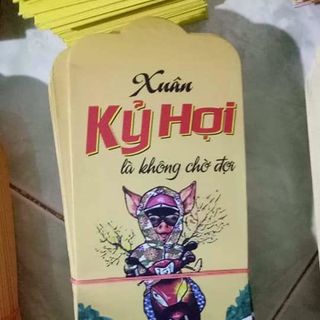 Xuân
KỶ HỢI
là không chờ đợi